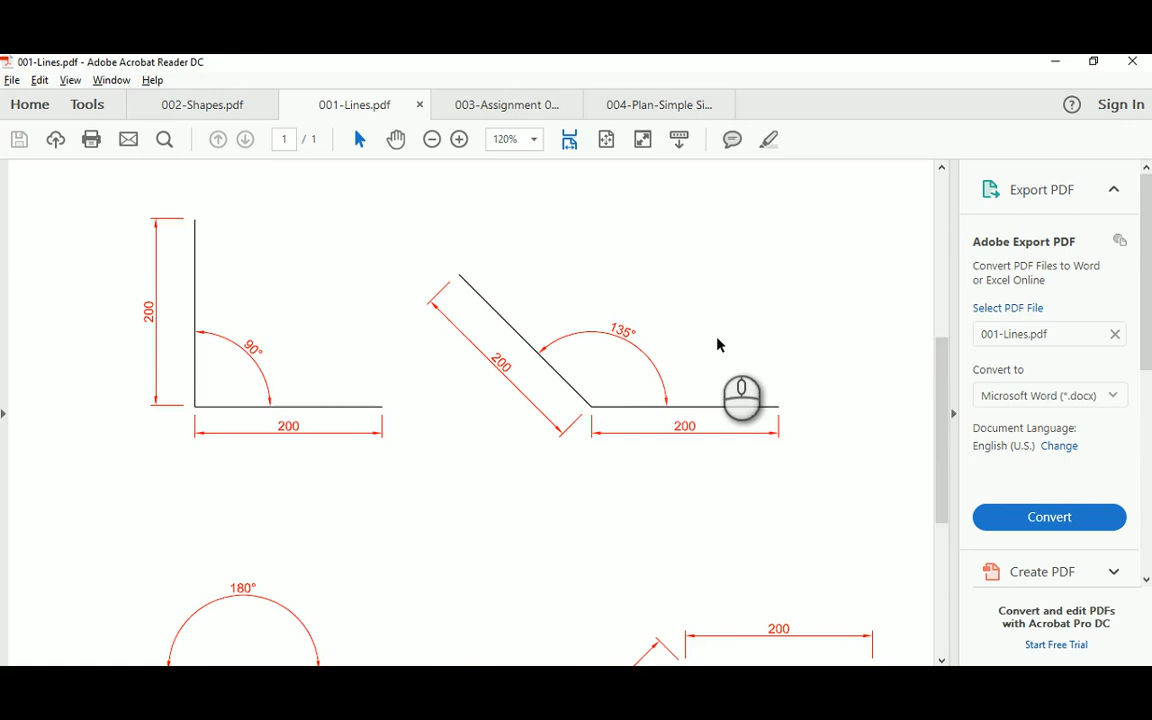 001-Lines.pdf - Adobe Acrobat Reader DC
File Edit View Window Help
Home Tools 002-Shapes.pdf 001-Lines.pdf 003-Assignment 0... 004-Plan-Simple Si... Sign In
1 / 1 120%
Export PDF
Adobe Export PDF
Convert PDF Files to Word
or Excel Online
Select PDF File
001-Lines.pdf
Convert to
Microsoft Word (*.docx)
Document Language:
English (U.S.) Change
Convert
Create PDF
Convert and edit PDFs
with Acrobat Pro DC
Start Free Trial
200
90°
200
135°
200
200
180°
200